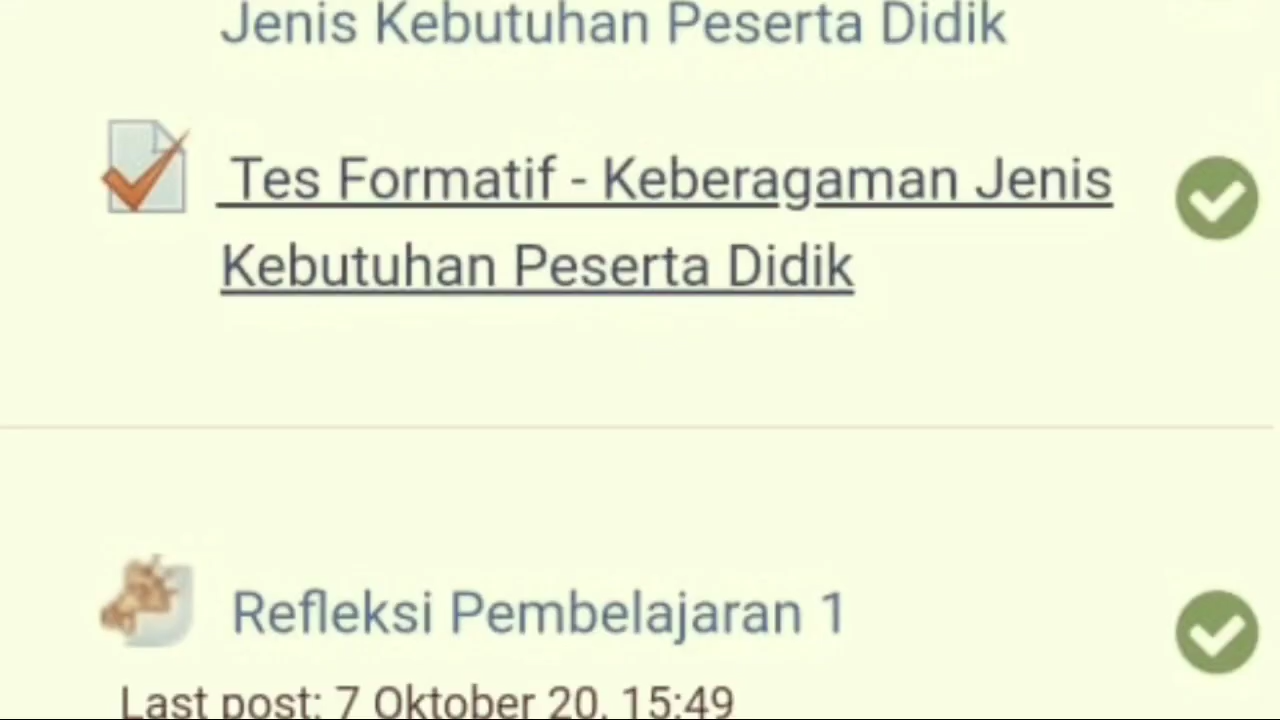 Jenis Kebutuhan Peserta Didik
Tes Formatif - Keberagaman Jenis
Kebutuhan Peserta Didik
Refleksi Pembelajaran 1
Last post: 7 Oktober 20, 15:49